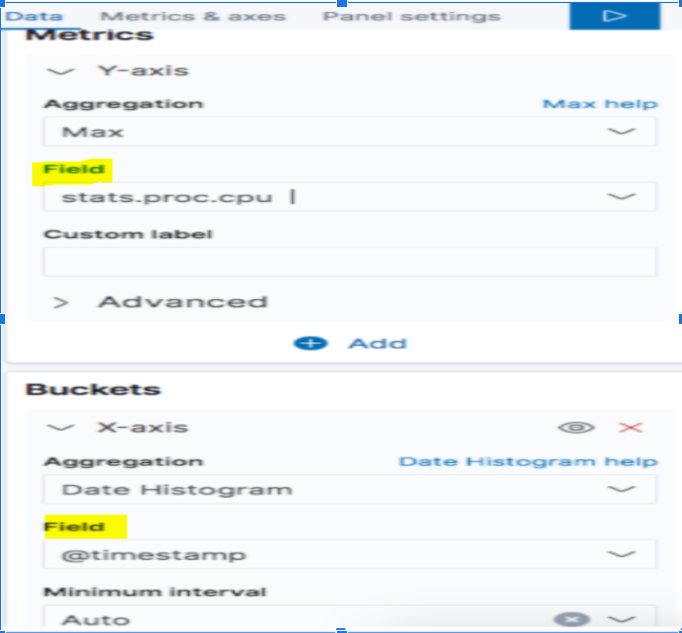 Data Metrics & axes Panel settings
Metrics
Y-axis
Aggregation Max help
Max
Field
stats.proc.cpu
Custom label
Advanced
Add
Buckets
X-axis
Aggregation Date Histogram help
Date Histogram
Field
@timestamp
Minimum interval
Auto